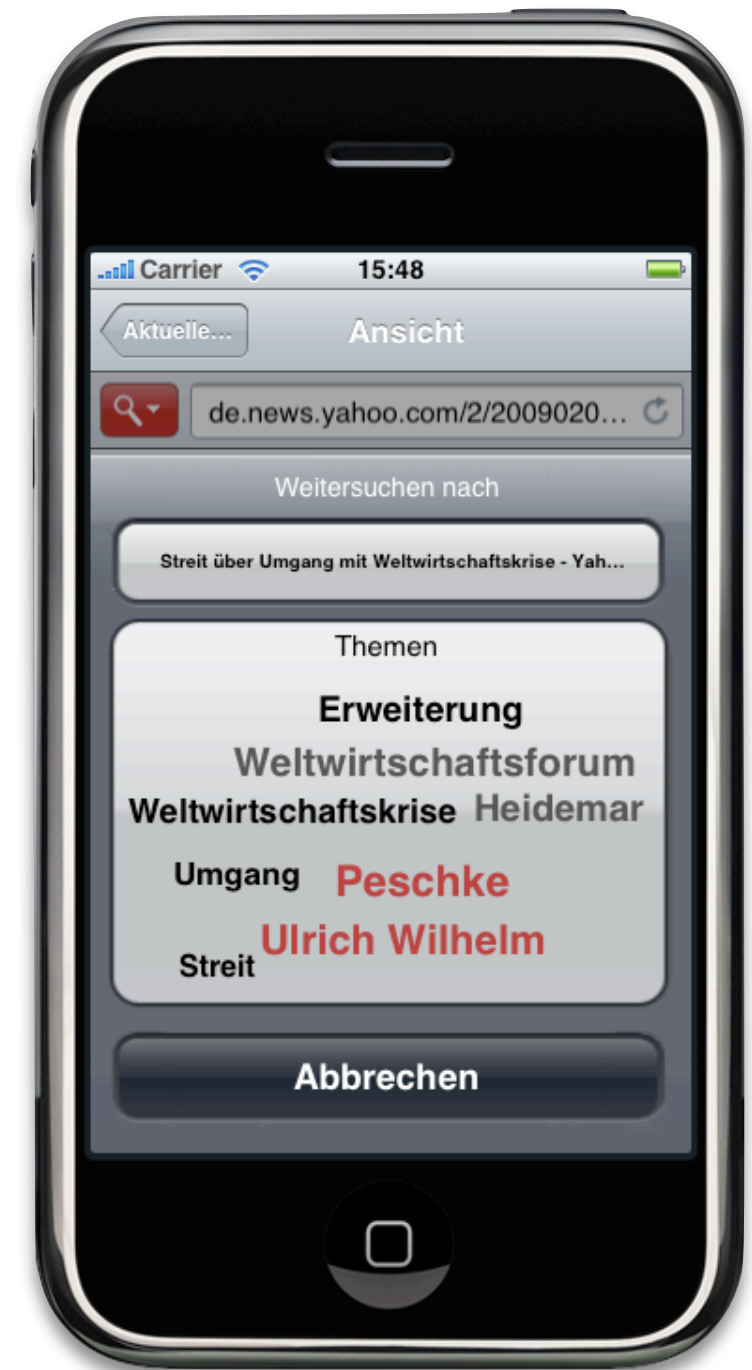 Carrier 15:48
Aktuelle... Ansicht
de.news.yahoo.com/2/2009020...
Weitersuchen nach
Streit über Umgang mit Weltwirtschaftskrise - Yah...
Themen
Erweiterung
Weltwirtschaftsforum
Weltwirtschaftskrise Heidemar
Umgang Peschke
Ulrich Wilhelm
Streit
Abbrechen